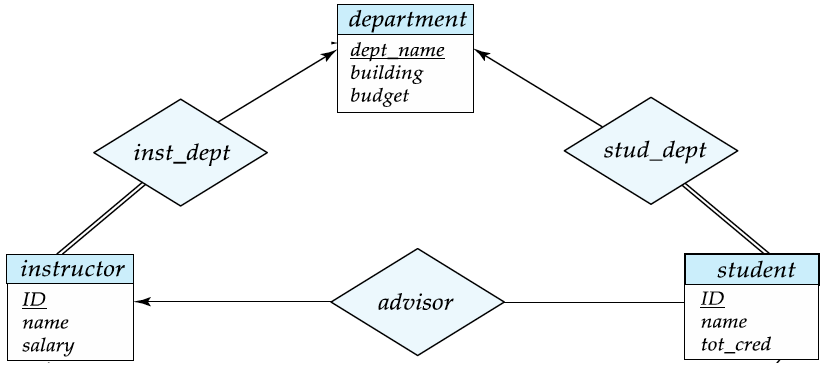 department
dept_name
building
budget
inst_dept
stud_dept
instructor
ID
name
salary
advisor
student
ID
name
tot_cred